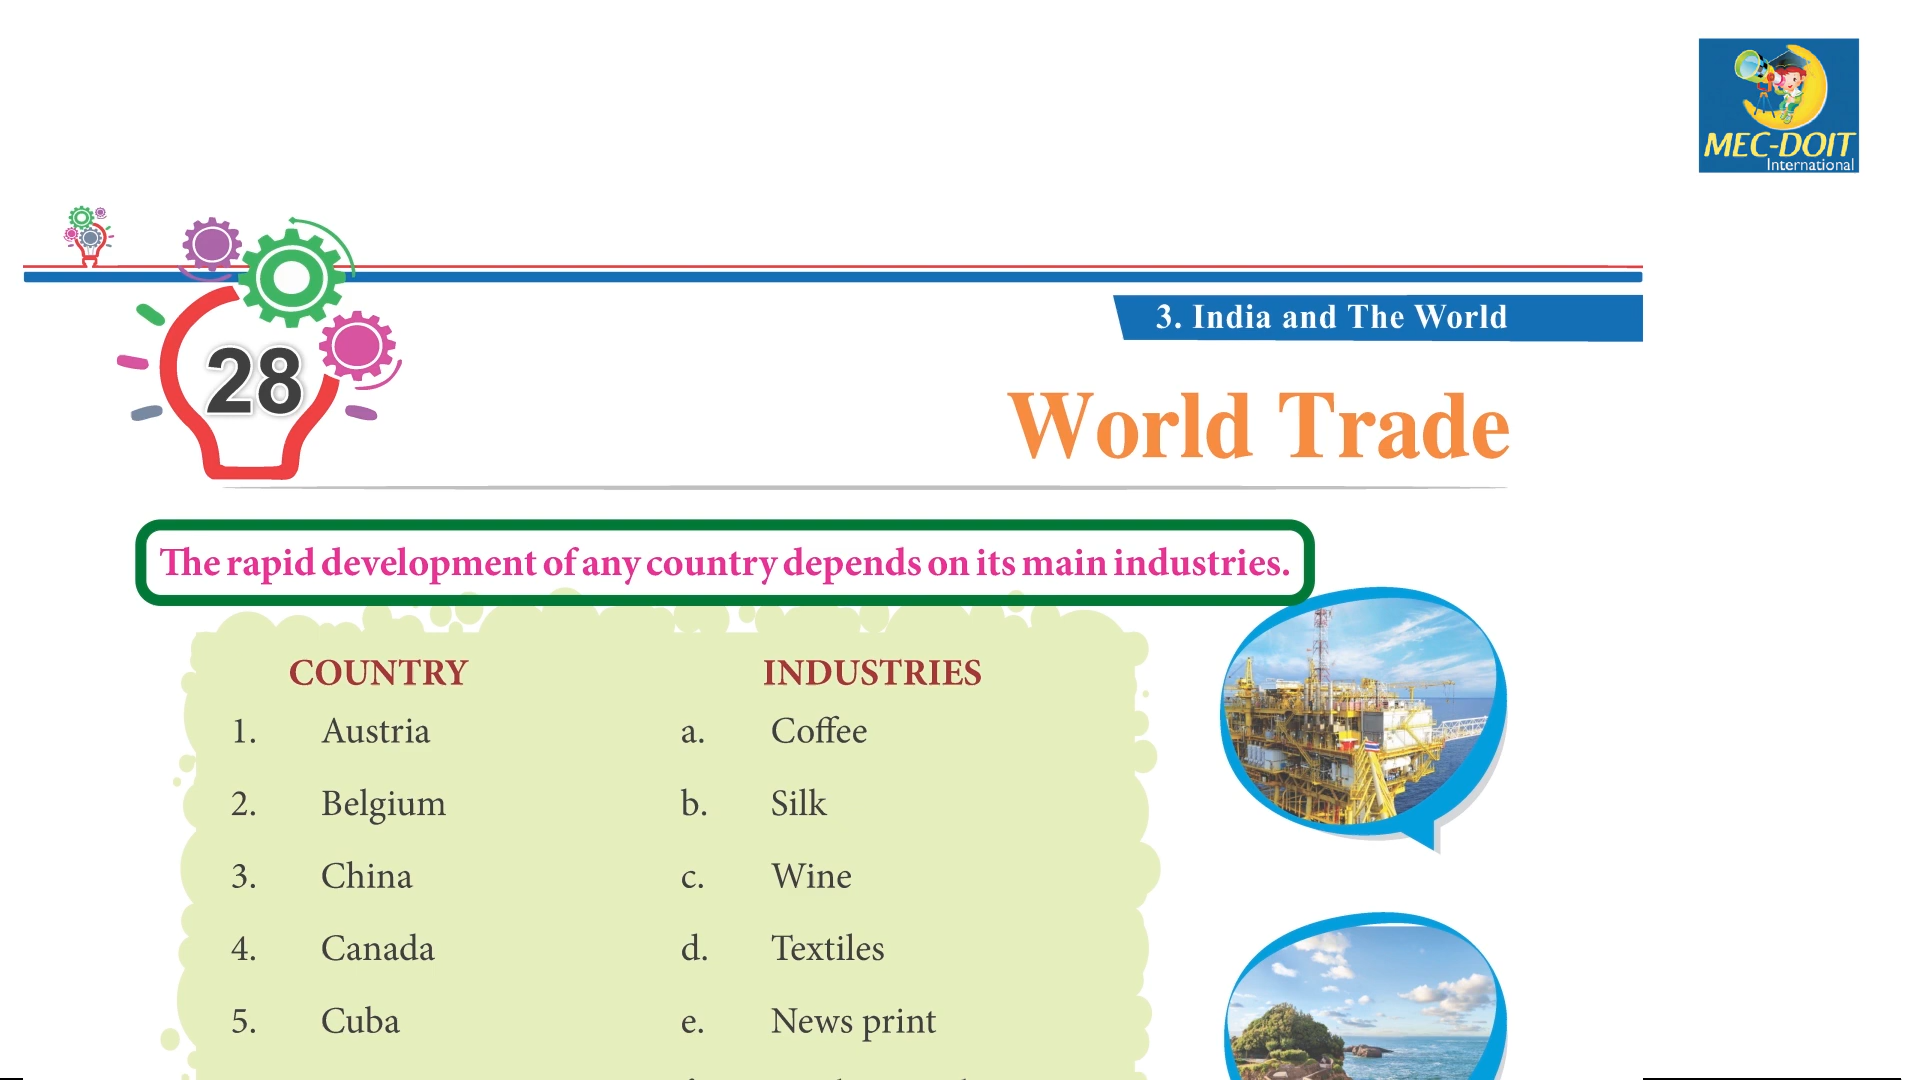 MEC-DOIT
International
3. India and The World
28
World Trade
The rapid development of any country depends on its main industries.
COUNTRY INDUSTRIES
1. Austria a. Coffee
2. Belgium b. Silk
3. China c. Wine
4. Canada d. Textiles
5. Cuba e. News print